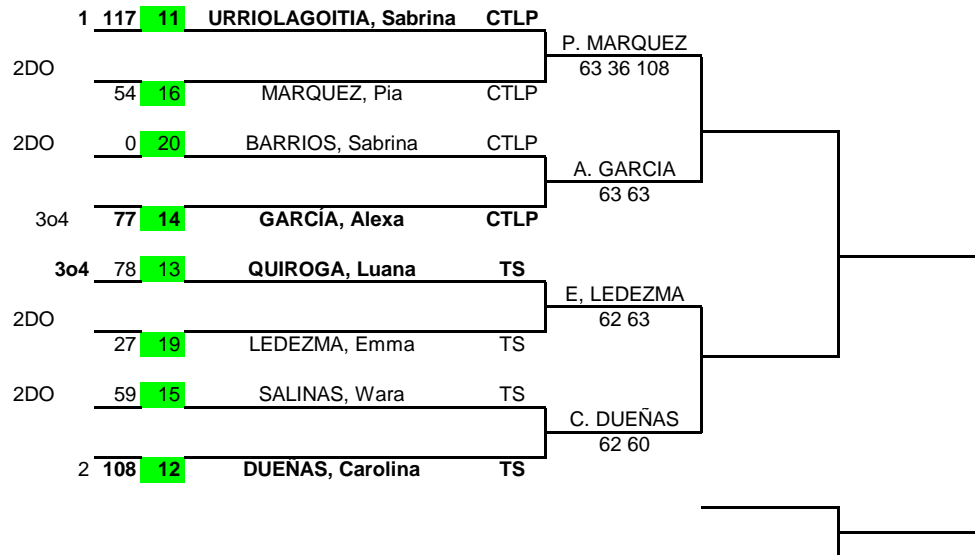 1 117 11 URRIOLAGOITIA, Sabrina CTLP
P. MARQUEZ
2DO 63 36 108
54 16 MARQUEZ, Pia CTLP
2DO 0 20 BARRIOS, Sabrina CTLP
A. GARCIA
63 63
3o4 77 14 GARCÍA, Alexa CTLP
3o4 78 13 QUIROGA, Luana TS
E, LEDEZMA
2DO 62 63
27 19 LEDEZMA, Emma TS
2DO 59 15 SALINAS, Wara TS
C. DUEÑAS
62 60
2 108 12 DUEÑAS, Carolina TS